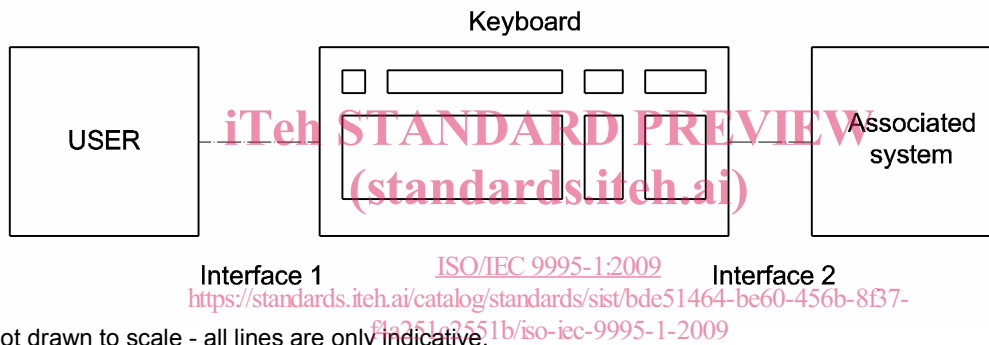 Keyboard
USER
iTeh STANDARD PREVIEW
Associated
system
(standards.iteh.ai)
Interface 1
ISO/IEC 9995-1:2009
Interface 2
https://standards.iteh.ai/catalog/standards/sist/bde51464-be60-456b-8f37-
f4a251c2551b/iso-iec-9995-1-2009
ot drawn to scale - all lines are only indicative.